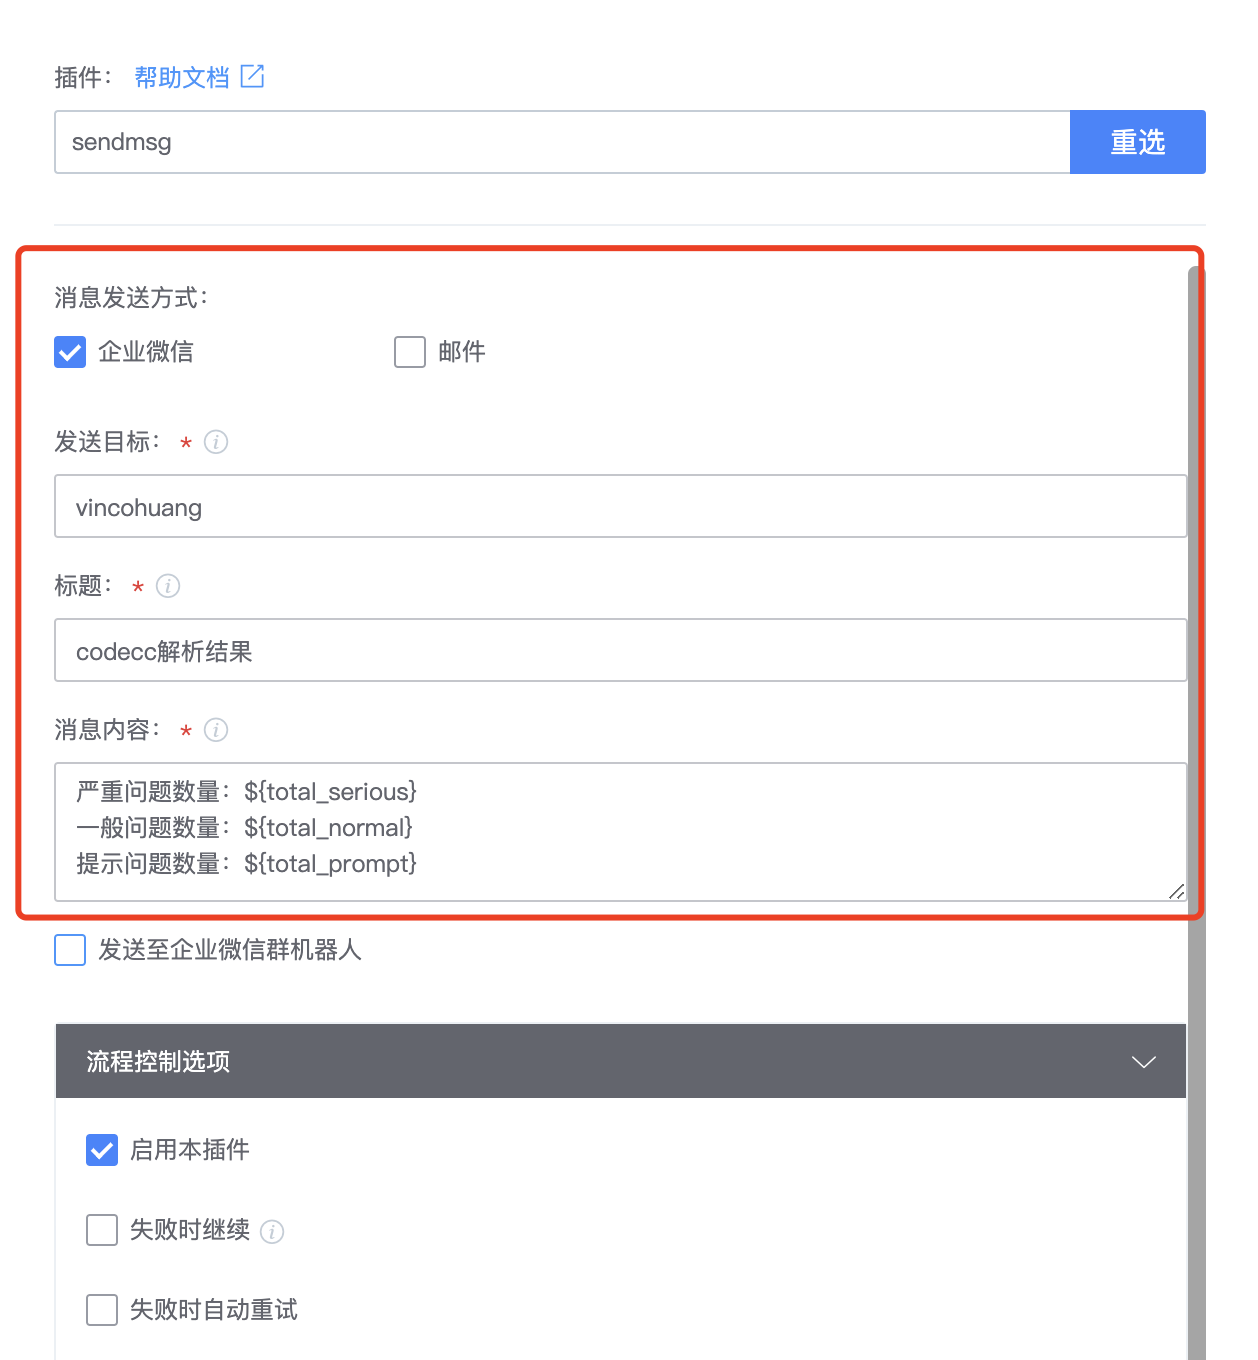 插件： 帮助文档
sendmsg
重选
消息发送方式：
企业微信
邮件
发送目标： *
vincohuang
标题： *
codecc解析结果
消息内容： *
严重问题数量：${total_serious}
一般问题数量：${total_normal}
提示问题数量：${total_prompt}
发送至企业微信群机器人
流程控制选项
启用本插件
失败时继续
失败时自动重试